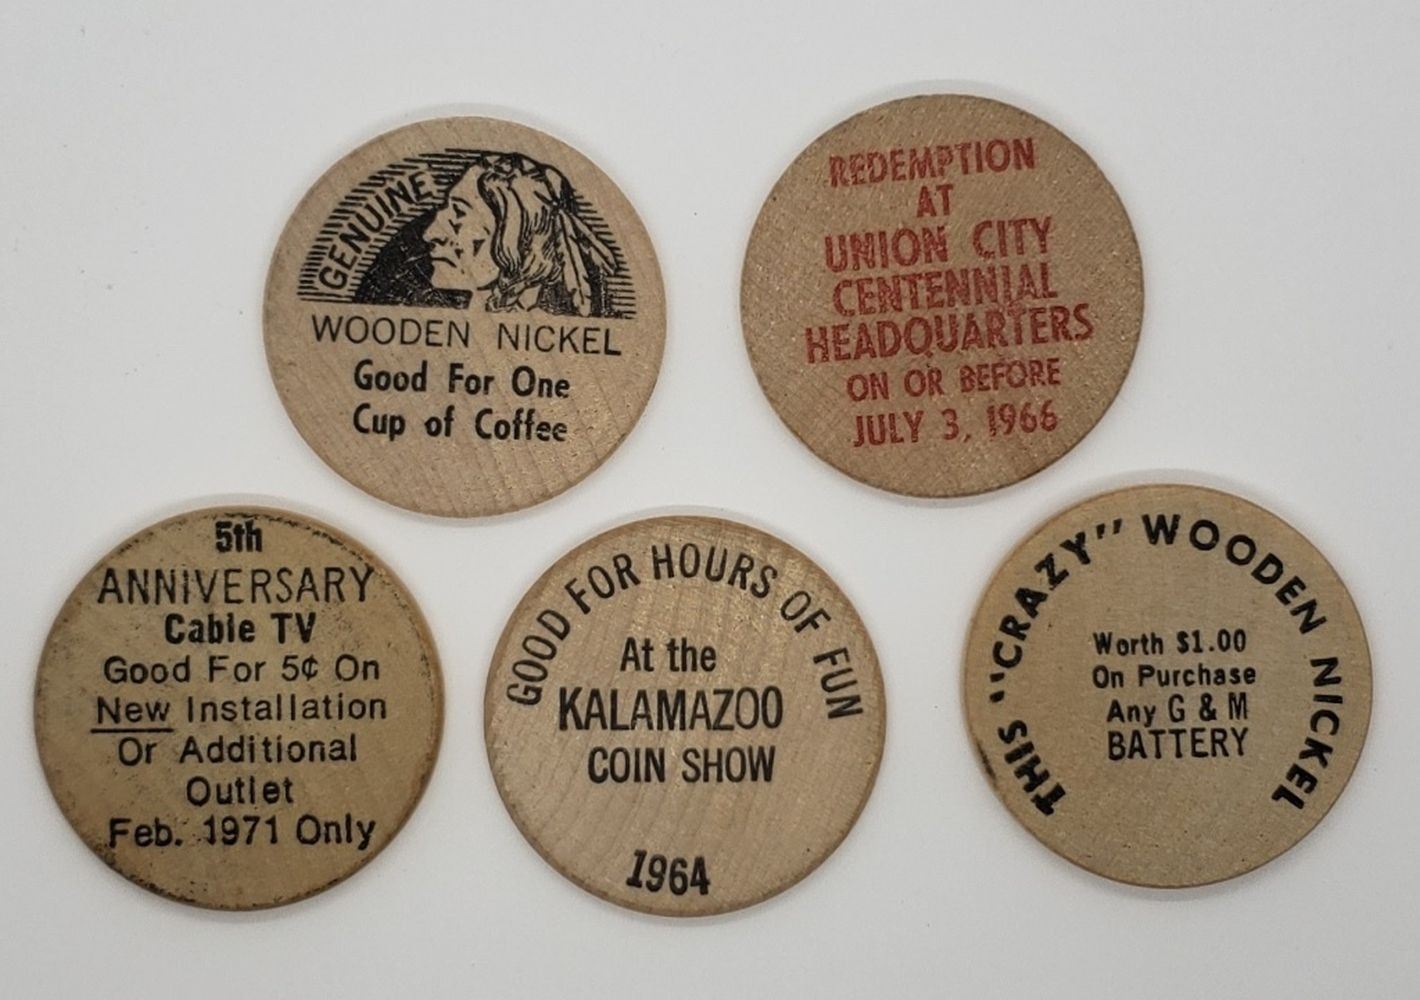 GENUINE
WOODEN NICKEL
Good For One
Cup of Coffee
REDEMPTION
AT
UNION CITY
CENTENNIAL
HEADQUARTERS
ON OR BEFORE
JULY 3, 1966
5th
ANNIVERSARY
Cable TV
Good For 5¢ On
New Installation
Or Additional
Outlet
Feb. 1971 Only
GOOD FOR HOURS OF FUN
At the
KALAMAZOO
COIN SHOW
1964
THIS "CRAZY" WOODEN NICKEL
Worth $1.00
On Purchase
Any G & M
BATTERY